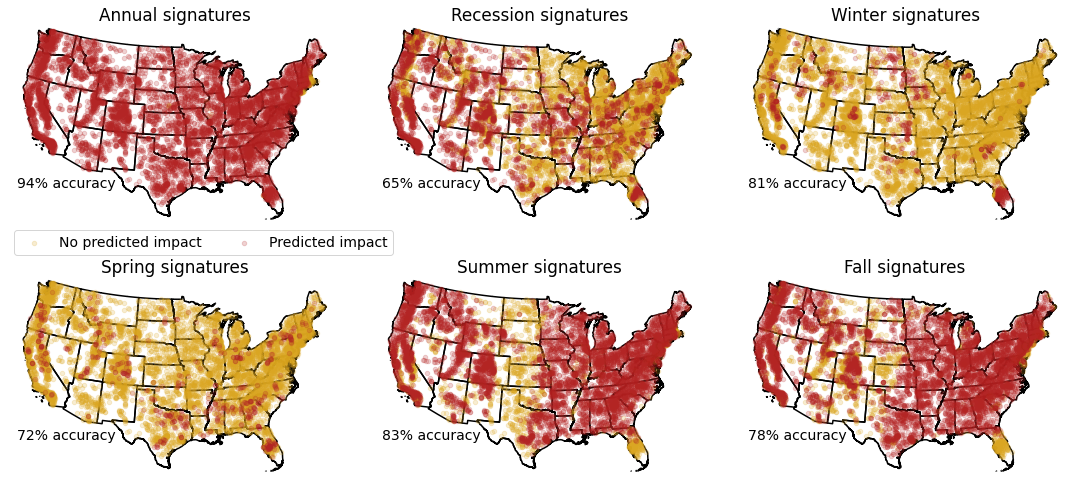 Annual signatures
Recession signatures
Winter signatures
94% accuracy
65% accuracy
81% accuracy
No predicted impact
Predicted impact
Spring signatures
Summer signatures
Fall signatures
72% accuracy
83% accuracy
78% accuracy